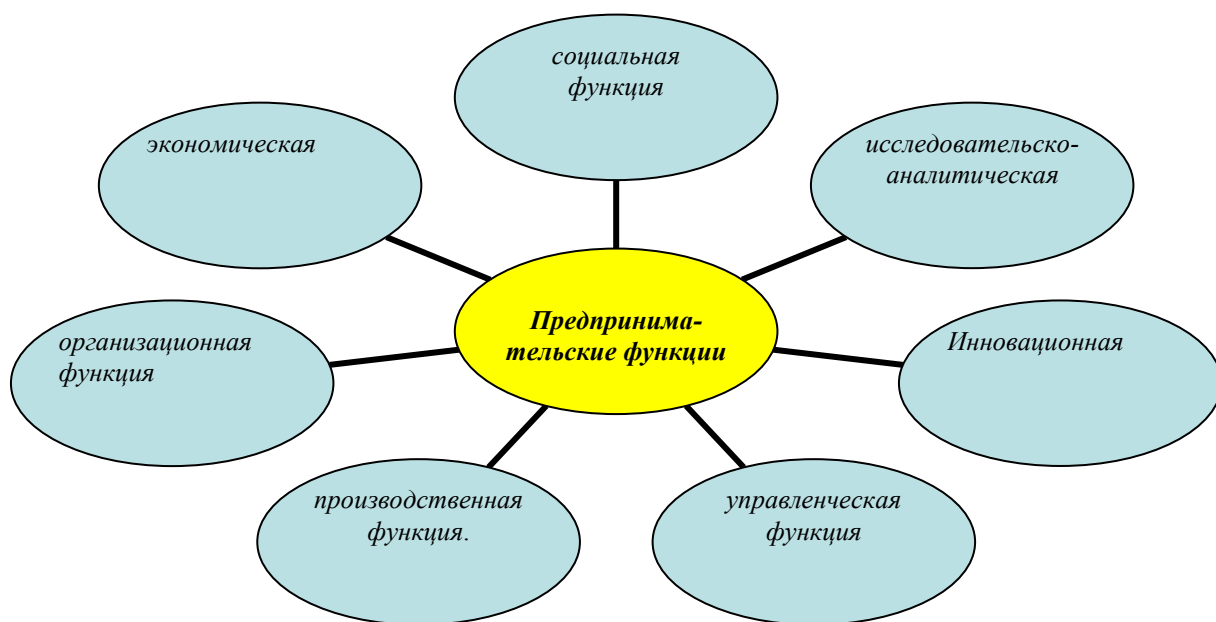 социальная
функция
экономическая
исследовательско-
аналитическая
Предпринима-
тельские функции
организационная
функция
Инновационная
производственная
функция.
управленческая
функция